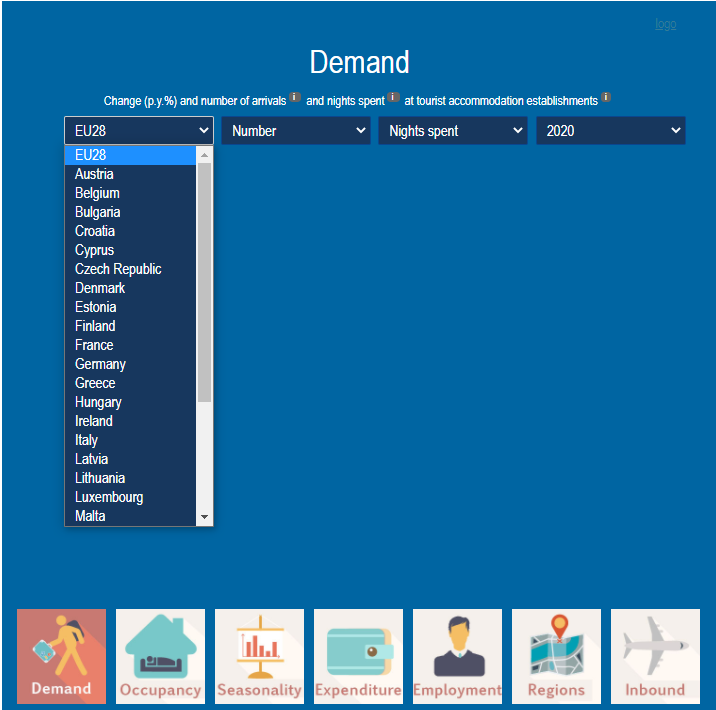 logo
Demand
Change (p.y.%) and number of arrivals i and nights spent i at tourist accommodation establishments i
EU28 Number Nights spent 2020
EU28
Austria
Belgium
Bulgaria
Croatia
Cyprus
Czech Republic
Denmark
Estonia
Finland
France
Germany
Greece
Hungary
Ireland
Italy
Latvia
Lithuania
Luxembourg
Malta
Demand Occupancy Seasonality Expenditure Employment Regions Inbound